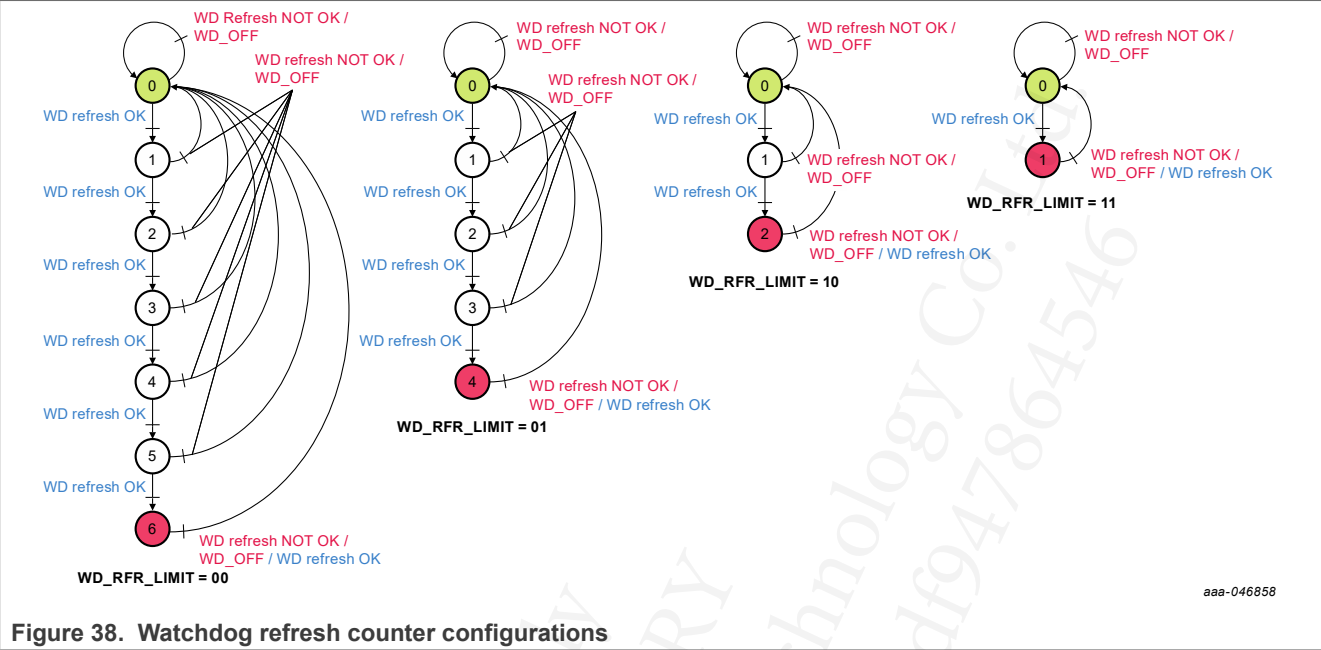 WD Refresh NOT OK /
WD_OFF
WD refresh NOT OK /
WD_OFF
0
WD refresh OK
1
WD refresh OK
2
WD refresh OK
3
WD refresh OK
4
WD refresh OK
5
WD refresh OK
6
WD refresh NOT OK /
WD_OFF / WD refresh OK
WD_RFR_LIMIT = 00
WD refresh NOT OK /
WD_OFF
WD refresh NOT OK /
WD_OFF
0
WD refresh OK
1
WD refresh OK
2
WD refresh OK
3
WD refresh OK
4
WD refresh NOT OK /
WD_OFF / WD refresh OK
WD_RFR_LIMIT = 01
WD refresh NOT OK /
WD_OFF
0
WD refresh OK
1
WD refresh NOT OK /
WD_OFF
WD refresh OK
2
WD refresh NOT OK /
WD_OFF / WD refresh OK
WD_RFR_LIMIT = 10
WD refresh NOT OK /
WD_OFF
0
WD refresh OK
1
WD refresh NOT OK /
WD_OFF / WD refresh OK
WD_RFR_LIMIT = 11
aaa-046858
Figure 38. Watchdog refresh counter configurations